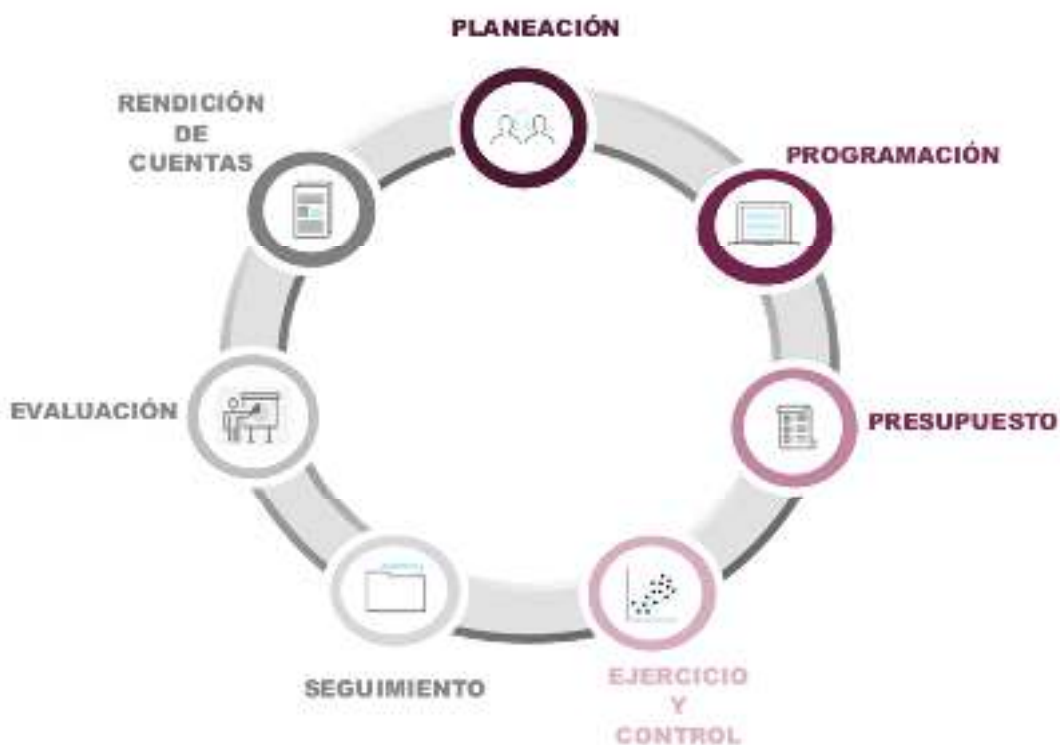 PLANEACIÓN
PROGRAMACIÓN
PRESUPUESTO
EJERCICIO
Y
CONTROL
SEGUIMIENTO
EVALUACIÓN
RENDICIÓN
DE
CUENTAS